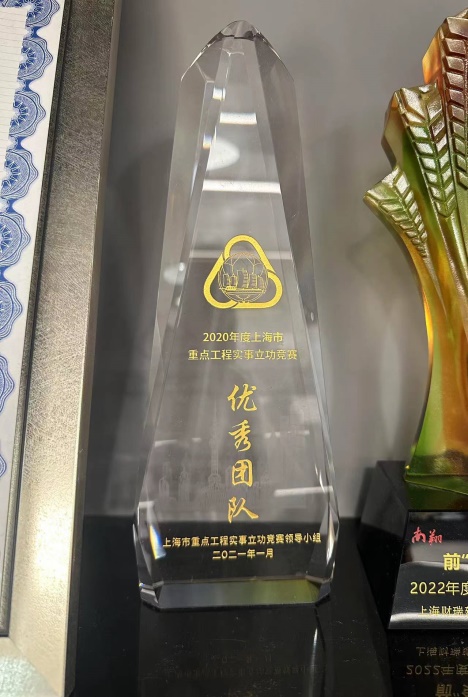 2020年度上海市
重点工程实事立功竞赛
优秀团队
上海市重点工程实事立功竞赛领导小组
二〇二一年一月
南翔
前“
2022年度
上海财瑞